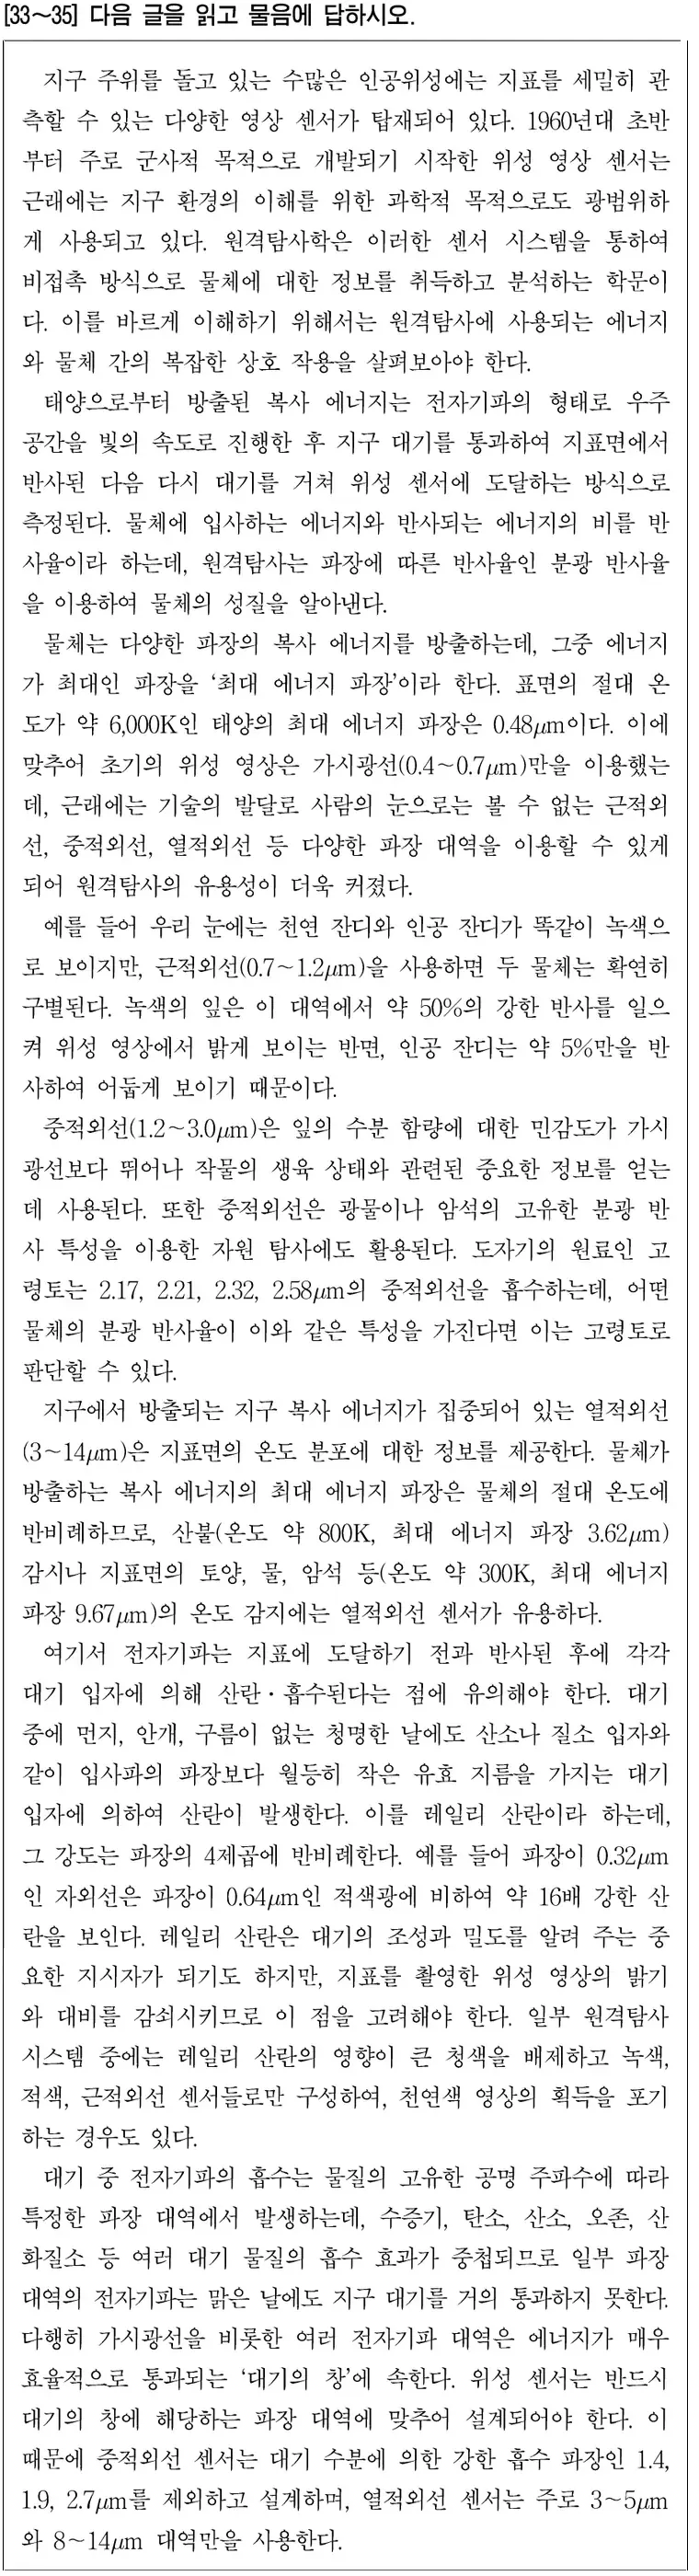 [33~35] 다음 글을 읽고 물음에 답하시오.
지구 주위를 돌고 있는 수많은 인공위성에는 지표를 세밀히 관
측할 수 있는 다양한 영상 센서가 탑재되어 있다. 1960년대 초반
부터 주로 군사적 목적으로 개발되기 시작한 위성 영상 센서는
근래에는 지구 환경의 이해를 위한 과학적 목적으로도 광범위하
게 사용되고 있다. 원격탐사학은 이러한 센서 시스템을 통하여
비접촉 방식으로 물체에 대한 정보를 취득하고 분석하는 학문이
다. 이를 바르게 이해하기 위해서는 원격탐사에 사용되는 에너지
와 물체 간의 복잡한 상호 작용을 살펴보아야 한다.
태양으로부터 방출된 복사 에너지는 전자기파의 형태로 우주
공간을 빛의 속도로 진행한 후 지구 대기를 통과하여 지표면에서
반사된 다음 다시 대기를 거쳐 위성 센서에 도달하는 방식으로
측정된다. 물체에 입사하는 에너지와 반사되는 에너지의 비를 반
사율이라 하는데, 원격탐사는 파장에 따른 반사율인 분광 반사율
을 이용하여 물체의 성질을 알아낸다.
물체는 다양한 파장의 복사 에너지를 방출하는데, 그중 에너지
가 최대인 파장을 ‘최대 에너지 파장’이라 한다. 표면의 절대 온
도가 약 6,000K인 태양의 최대 에너지 파장은 0.48μm이다. 이에
맞추어 초기의 위성 영상은 가시광선(0.4~0.7μm)만을 이용했는
데, 근래에는 기술의 발달로 사람의 눈으로는 볼 수 없는 근적외
선, 중적외선, 열적외선 등 다양한 파장 대역을 이용할 수 있게
되어 원격탐사의 유용성이 더욱 커졌다.
예를 들어 우리 눈에는 천연 잔디와 인공 잔디가 똑같이 녹색으
로 보이지만, 근적외선(0.7~1.2μm)을 사용하면 두 물체는 확연히
구별된다. 녹색의 잎은 이 대역에서 약 50%의 강한 반사를 일으
켜 위성 영상에서 밝게 보이는 반면, 인공 잔디는 약 5%만을 반
사하여 어둡게 보이기 때문이다.
중적외선(1.2~3.0μm)은 잎의 수분 함량에 대한 민감도가 가시
광선보다 뛰어나 작물의 생육 상태와 관련된 중요한 정보를 얻는
데 사용된다. 또한 중적외선은 광물이나 암석의 고유한 분광 반
사 특성을 이용한 자원 탐사에도 활용된다. 도자기의 원료인 고
령토는 2.17, 2.21, 2.32, 2.58μm의 중적외선을 흡수하는데, 어떤
물체의 분광 반사율이 이와 같은 특성을 가진다면 이는 고령토로
판단할 수 있다.
지구에서 방출되는 지구 복사 에너지가 집중되어 있는 열적외선
(3~14μm)은 지표면의 온도 분포에 대한 정보를 제공한다. 물체가
방출하는 복사 에너지의 최대 에너지 파장은 물체의 절대 온도에
반비례하므로, 산불(온도 약 800K, 최대 에너지 파장 3.62μm)
감시나 지표면의 토양, 물, 암석 등(온도 약 300K, 최대 에너지
파장 9.67μm)의 온도 감지에는 열적외선 센서가 유용하다.
여기서 전자기파는 지표에 도달하기 전과 반사된 후에 각각
대기 입자에 의해 산란·흡수된다는 점에 유의해야 한다. 대기
중에 먼지, 안개, 구름이 없는 청명한 날에도 산소나 질소 입자와
같이 입사파의 파장보다 월등히 작은 유효 지름을 가지는 대기
입자에 의하여 산란이 발생한다. 이를 레일리 산란이라 하는데,
그 강도는 파장의 4제곱에 반비례한다. 예를 들어 파장이 0.32μm
인 자외선은 파장이 0.64μm인 적색광에 비하여 약 16배 강한 산
란을 보인다. 레일리 산란은 대기의 조성과 밀도를 알려 주는 중
요한 지시자가 되기도 하지만, 지표를 촬영한 위성 영상의 밝기
와 대비를 감쇠시키므로 이 점을 고려해야 한다. 일부 원격탐사
시스템 중에는 레일리 산란의 영향이 큰 청색을 배제하고 녹색,
적색, 근적외선 센서들로만 구성하여, 천연색 영상의 획득을 포기
하는 경우도 있다.
대기 중 전자기파의 흡수는 물질의 고유한 공명 주파수에 따라
특정한 파장 대역에서 발생하는데, 수증기, 탄소, 산소, 오존, 산
화질소 등 여러 대기 물질의 흡수 효과가 중첩되므로 일부 파장
대역의 전자기파는 맑은 날에도 지구 대기를 거의 통과하지 못한다.
다행히 가시광선을 비롯한 여러 전자기파 대역은 에너지가 매우
효율적으로 통과되는 ‘대기의 창’에 속한다. 위성 센서는 반드시
대기의 창에 해당하는 파장 대역에 맞추어 설계되어야 한다. 이
때문에 중적외선 센서는 대기 수분에 의한 강한 흡수 파장인 1.4,
1.9, 2.7μm를 제외하고 설계하며, 열적외선 센서는 주로 3~5μm
와 8~14μm 대역만을 사용한다.